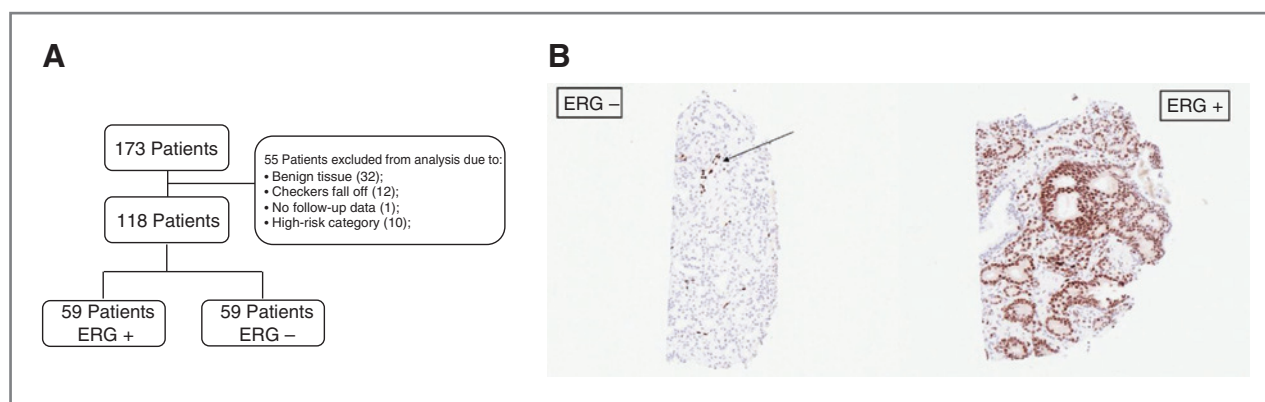 A
B
173 Patients
55 Patients excluded from analysis due to:
• Benign tissue (32);
• Checkers fall off (12);
• No follow-up data (1);
• High-risk category (10);
118 Patients
59 Patients
ERG +
59 Patients
ERG –
ERG –
ERG +